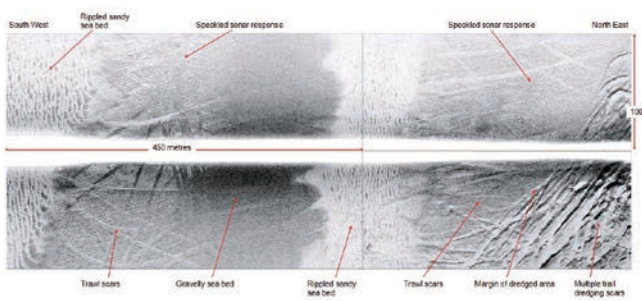 South West
Rippled sandy
sea bed
Speckled sonar response
Speckled sonar response
North East
100
450 metres
Trawl scars
Gravelly sea bed
Rippled sandy
sea bed
Trawl scars
Margin of dredged area
Multiple trail
dredging scars